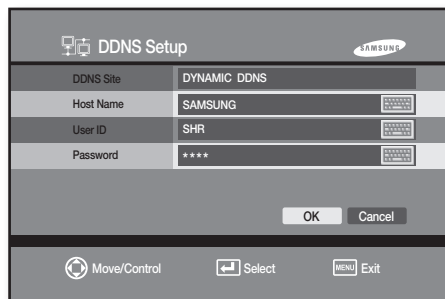 DDNS Setup
SAMSUNG
DDNS Site DYNAMIC DDNS
Host Name SAMSUNG
User ID SHR
Password ****
OK Cancel
Move/Control Select MENU Exit